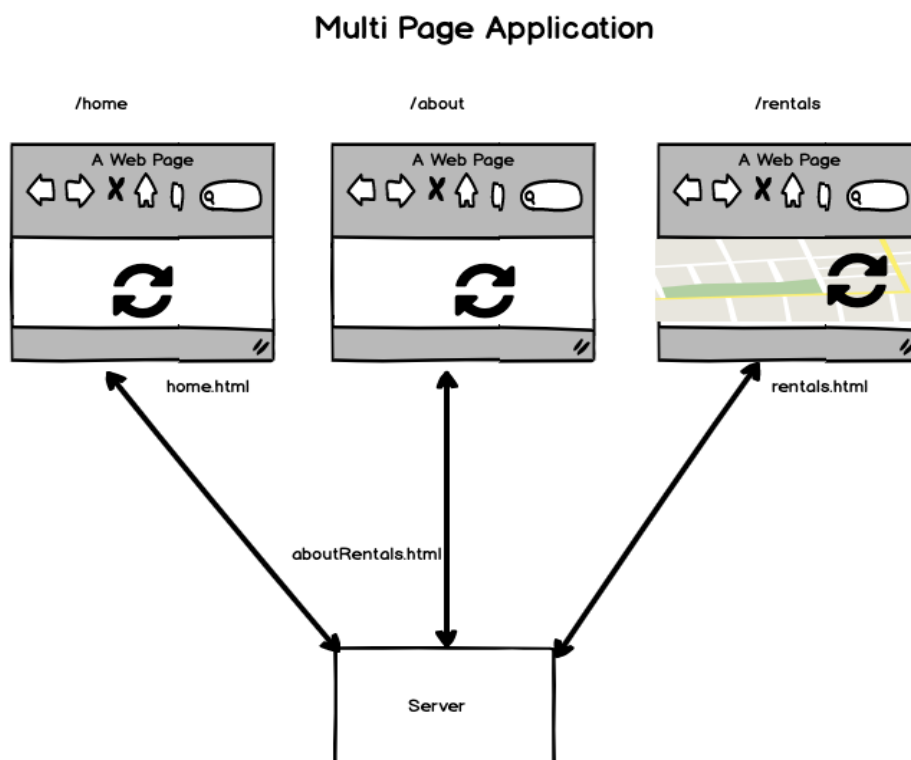 Multi Page Application
/home
/about
/rentals
A Web Page
A Web Page
A Web Page
home.html
rentals.html
aboutRentals.html
Server